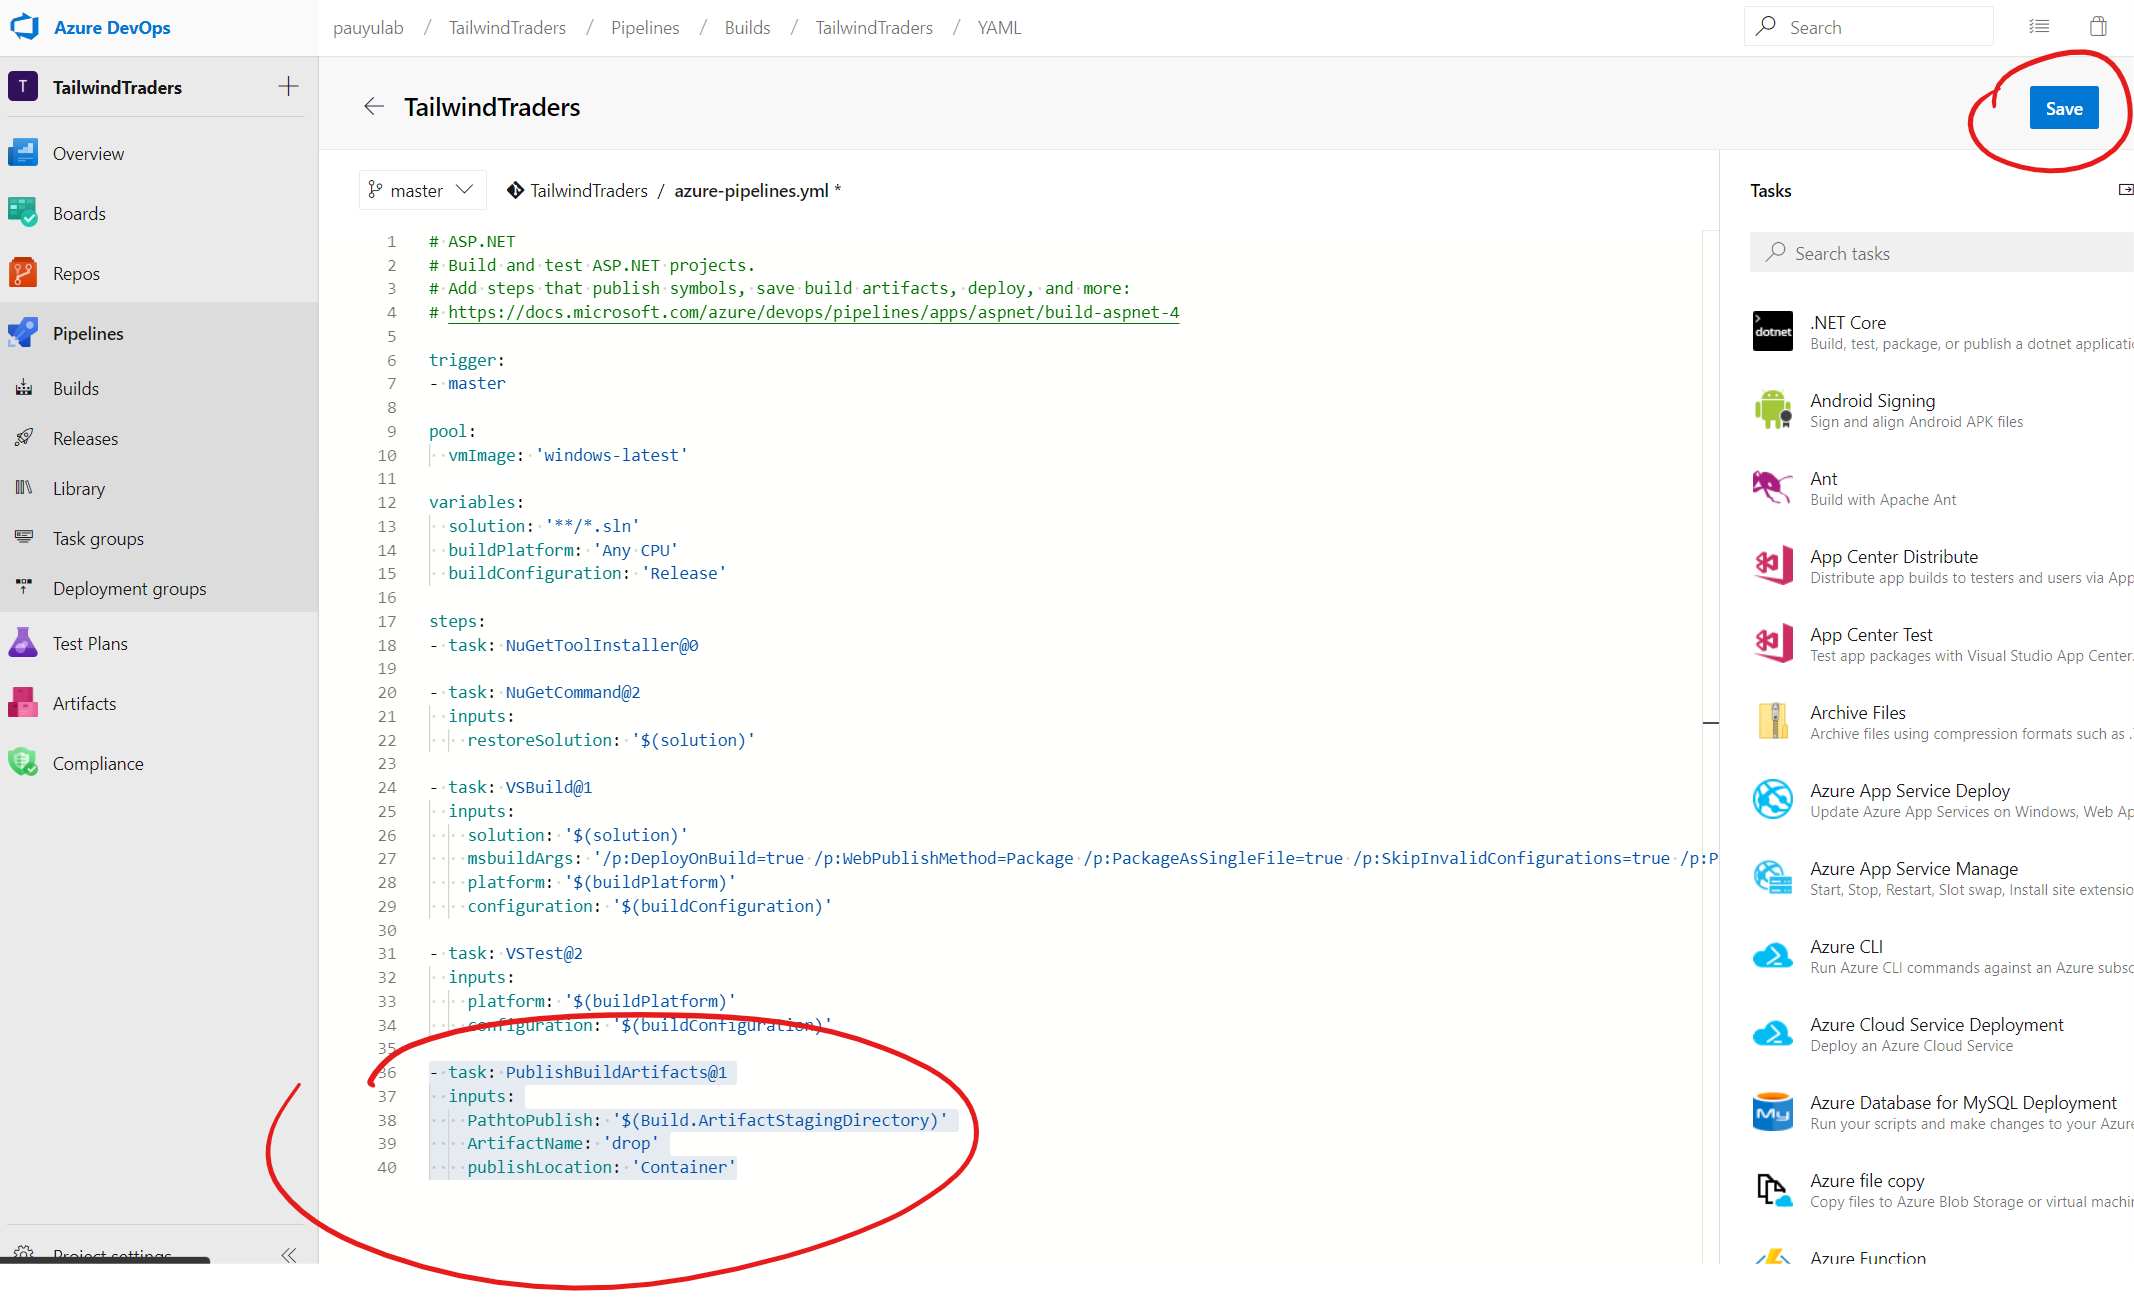 Azure DevOps
pauyulab / TailwindTraders / Pipelines / Builds / TailwindTraders / YAML
Search
T TailwindTraders
Overview
Boards
Repos
Pipelines
Builds
Releases
Library
Task groups
Deployment groups
Test Plans
Artifacts
Compliance
Project settings
TailwindTraders
Save
master
TailwindTraders / azure-pipelines.yml *
1 # ASP.NET
2 # Build and test ASP.NET projects.
3 # Add steps that publish symbols, save build artifacts, deploy, and more:
4 # https://docs.microsoft.com/azure/devops/pipelines/apps/aspnet/build-aspnet-4
5
6 trigger:
7 - master
8
9 pool:
10   vmImage: 'windows-latest'
11
12 variables:
13   solution: '**/*.sln'
14   buildPlatform: 'Any CPU'
15   buildConfiguration: 'Release'
16
17 steps:
18 - task: NuGetToolInstaller@0
19
20 - task: NuGetCommand@2
21   inputs:
22     restoreSolution: '$(solution)'
23
24 - task: VSBuild@1
25   inputs:
26     solution: '$(solution)'
27     msbuildArgs: '/p:DeployOnBuild=true /p:WebPublishMethod=Package /p:PackageAsSingleFile=true /p:SkipInvalidConfigurations=true /p:P
28     platform: '$(buildPlatform)'
29     configuration: '$(buildConfiguration)'
30
31 - task: VSTest@2
32   inputs:
33     platform: '$(buildPlatform)'
34     configuration: '$(buildConfiguration)'
35
36 - task: PublishBuildArtifacts@1
37   inputs:
38     PathtoPublish: '$(Build.ArtifactStagingDirectory)'
39     ArtifactName: 'drop'
40     publishLocation: 'Container'
Tasks
Search tasks
dotnet
.NET Core
Build, test, package, or publish a dotnet applicati
Android Signing
Sign and align Android APK files
Ant
Build with Apache Ant
App Center Distribute
Distribute app builds to testers and users via App
App Center Test
Test app packages with Visual Studio App Center.
Archive Files
Archive files using compression formats such as .
Azure App Service Deploy
Update Azure App Services on Windows, Web Ap
Azure App Service Manage
Start, Stop, Restart, Slot swap, Install site extensio
Azure CLI
Run Azure CLI commands against an Azure subsc
Azure Cloud Service Deployment
Deploy an Azure Cloud Service
My
Azure Database for MySQL Deployment
Run your scripts and make changes to your Azure
Azure file copy
Copy files to Azure Blob Storage or virtual machi
Azure Function